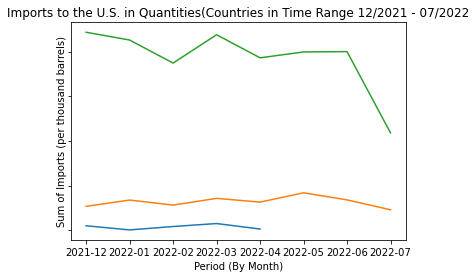 Imports to the U.S. in Quantities(Countries in Time Range 12/2021 - 07/2022
Sum of Imports (per thousand barrels)
2021-12 2022-01 2022-02 2022-03 2022-04 2022-05 2022-06 2022-07
Period (By Month)